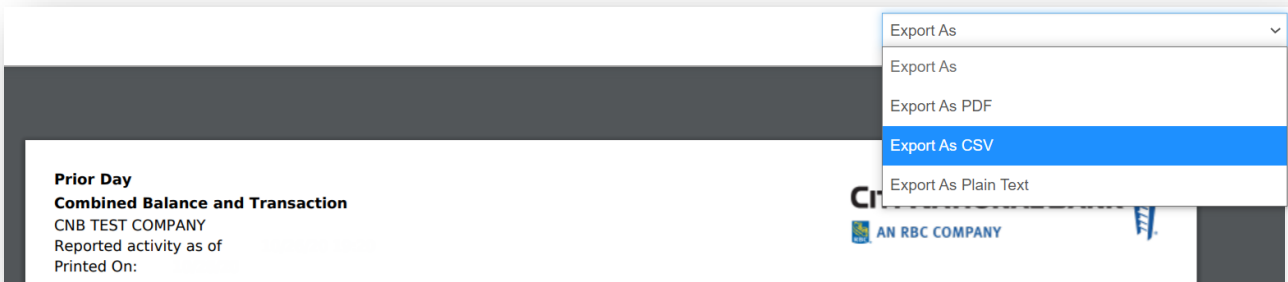 Export As
Export As
Export As PDF
Export As CSV
Export As Plain Text
Prior Day
Combined Balance and Transaction
CNB TEST COMPANY
Reported activity as of
Printed On:
RBC
AN RBC COMPANY